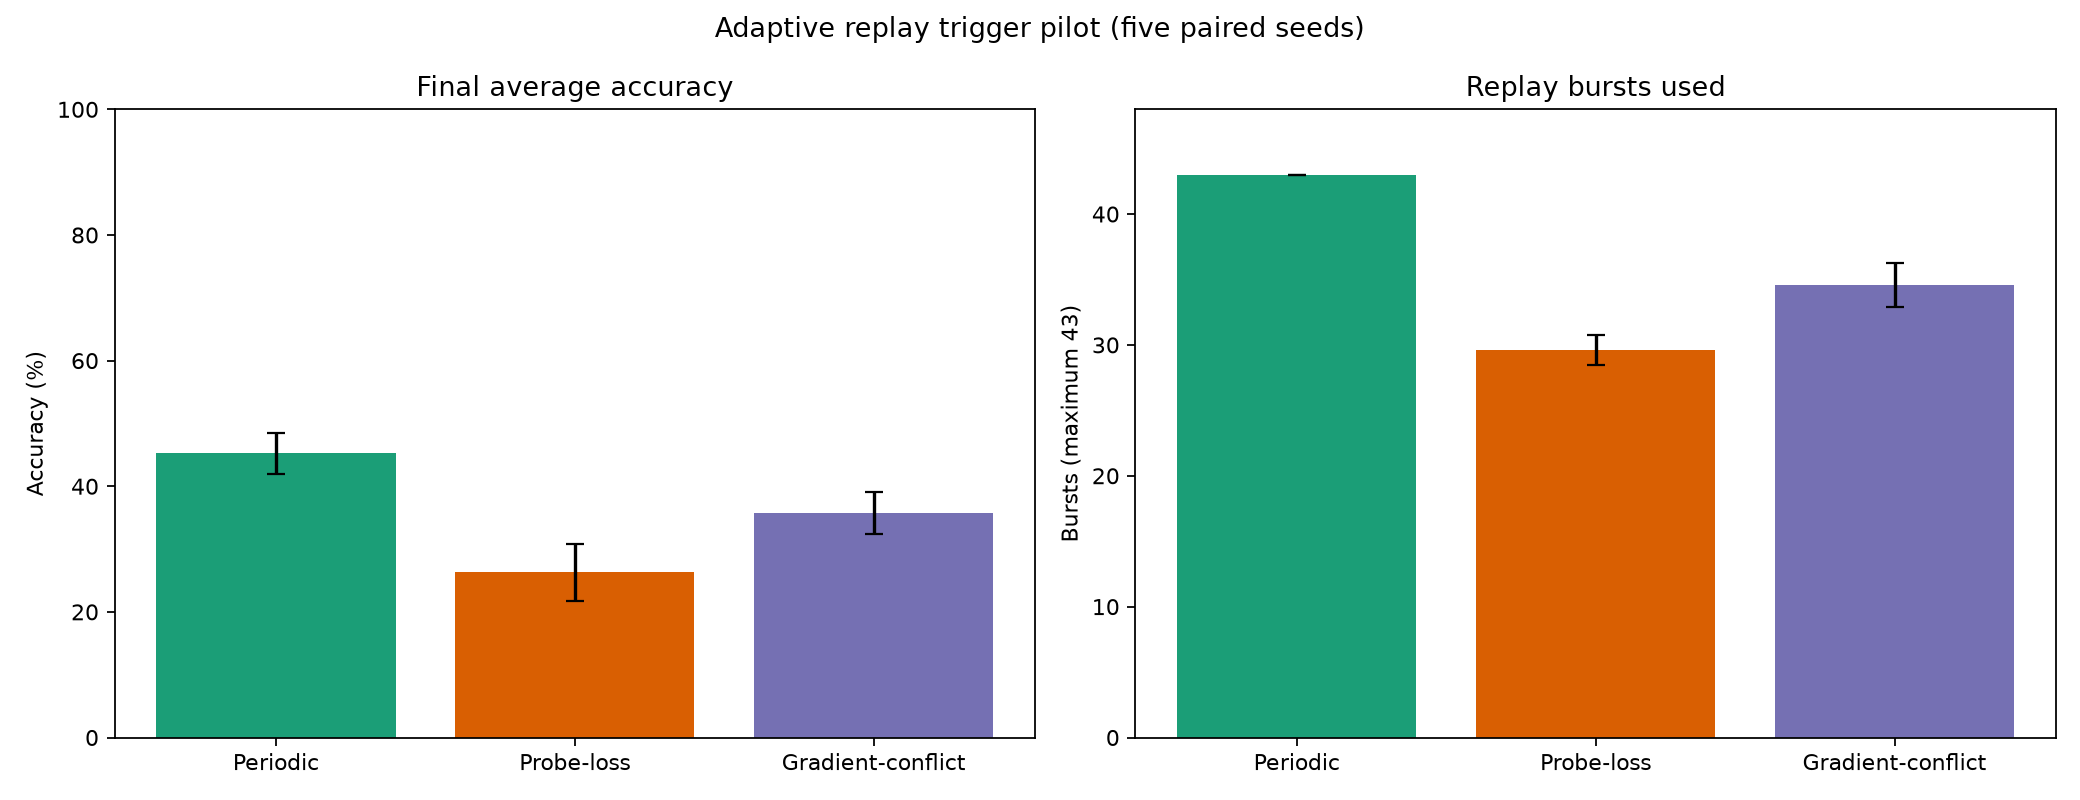 Adaptive replay trigger pilot (five paired seeds)
Final average accuracy
Accuracy (%)
100
80
60
40
20
0
Periodic
Probe-loss
Gradient-conflict
Replay bursts used
Bursts (maximum 43)
40
30
20
10
0
Periodic
Probe-loss
Gradient-conflict